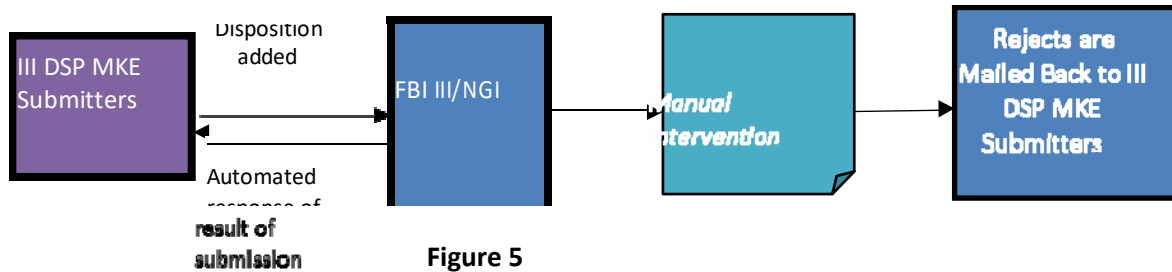 III DSP MKE
Submitters
Disposition
added
Automated
response of
result of
submission
FBI III/NGI
Manual
Intervention
Rejects are
Mailed Back to III
DSP MKE
Submitters
Figure 5